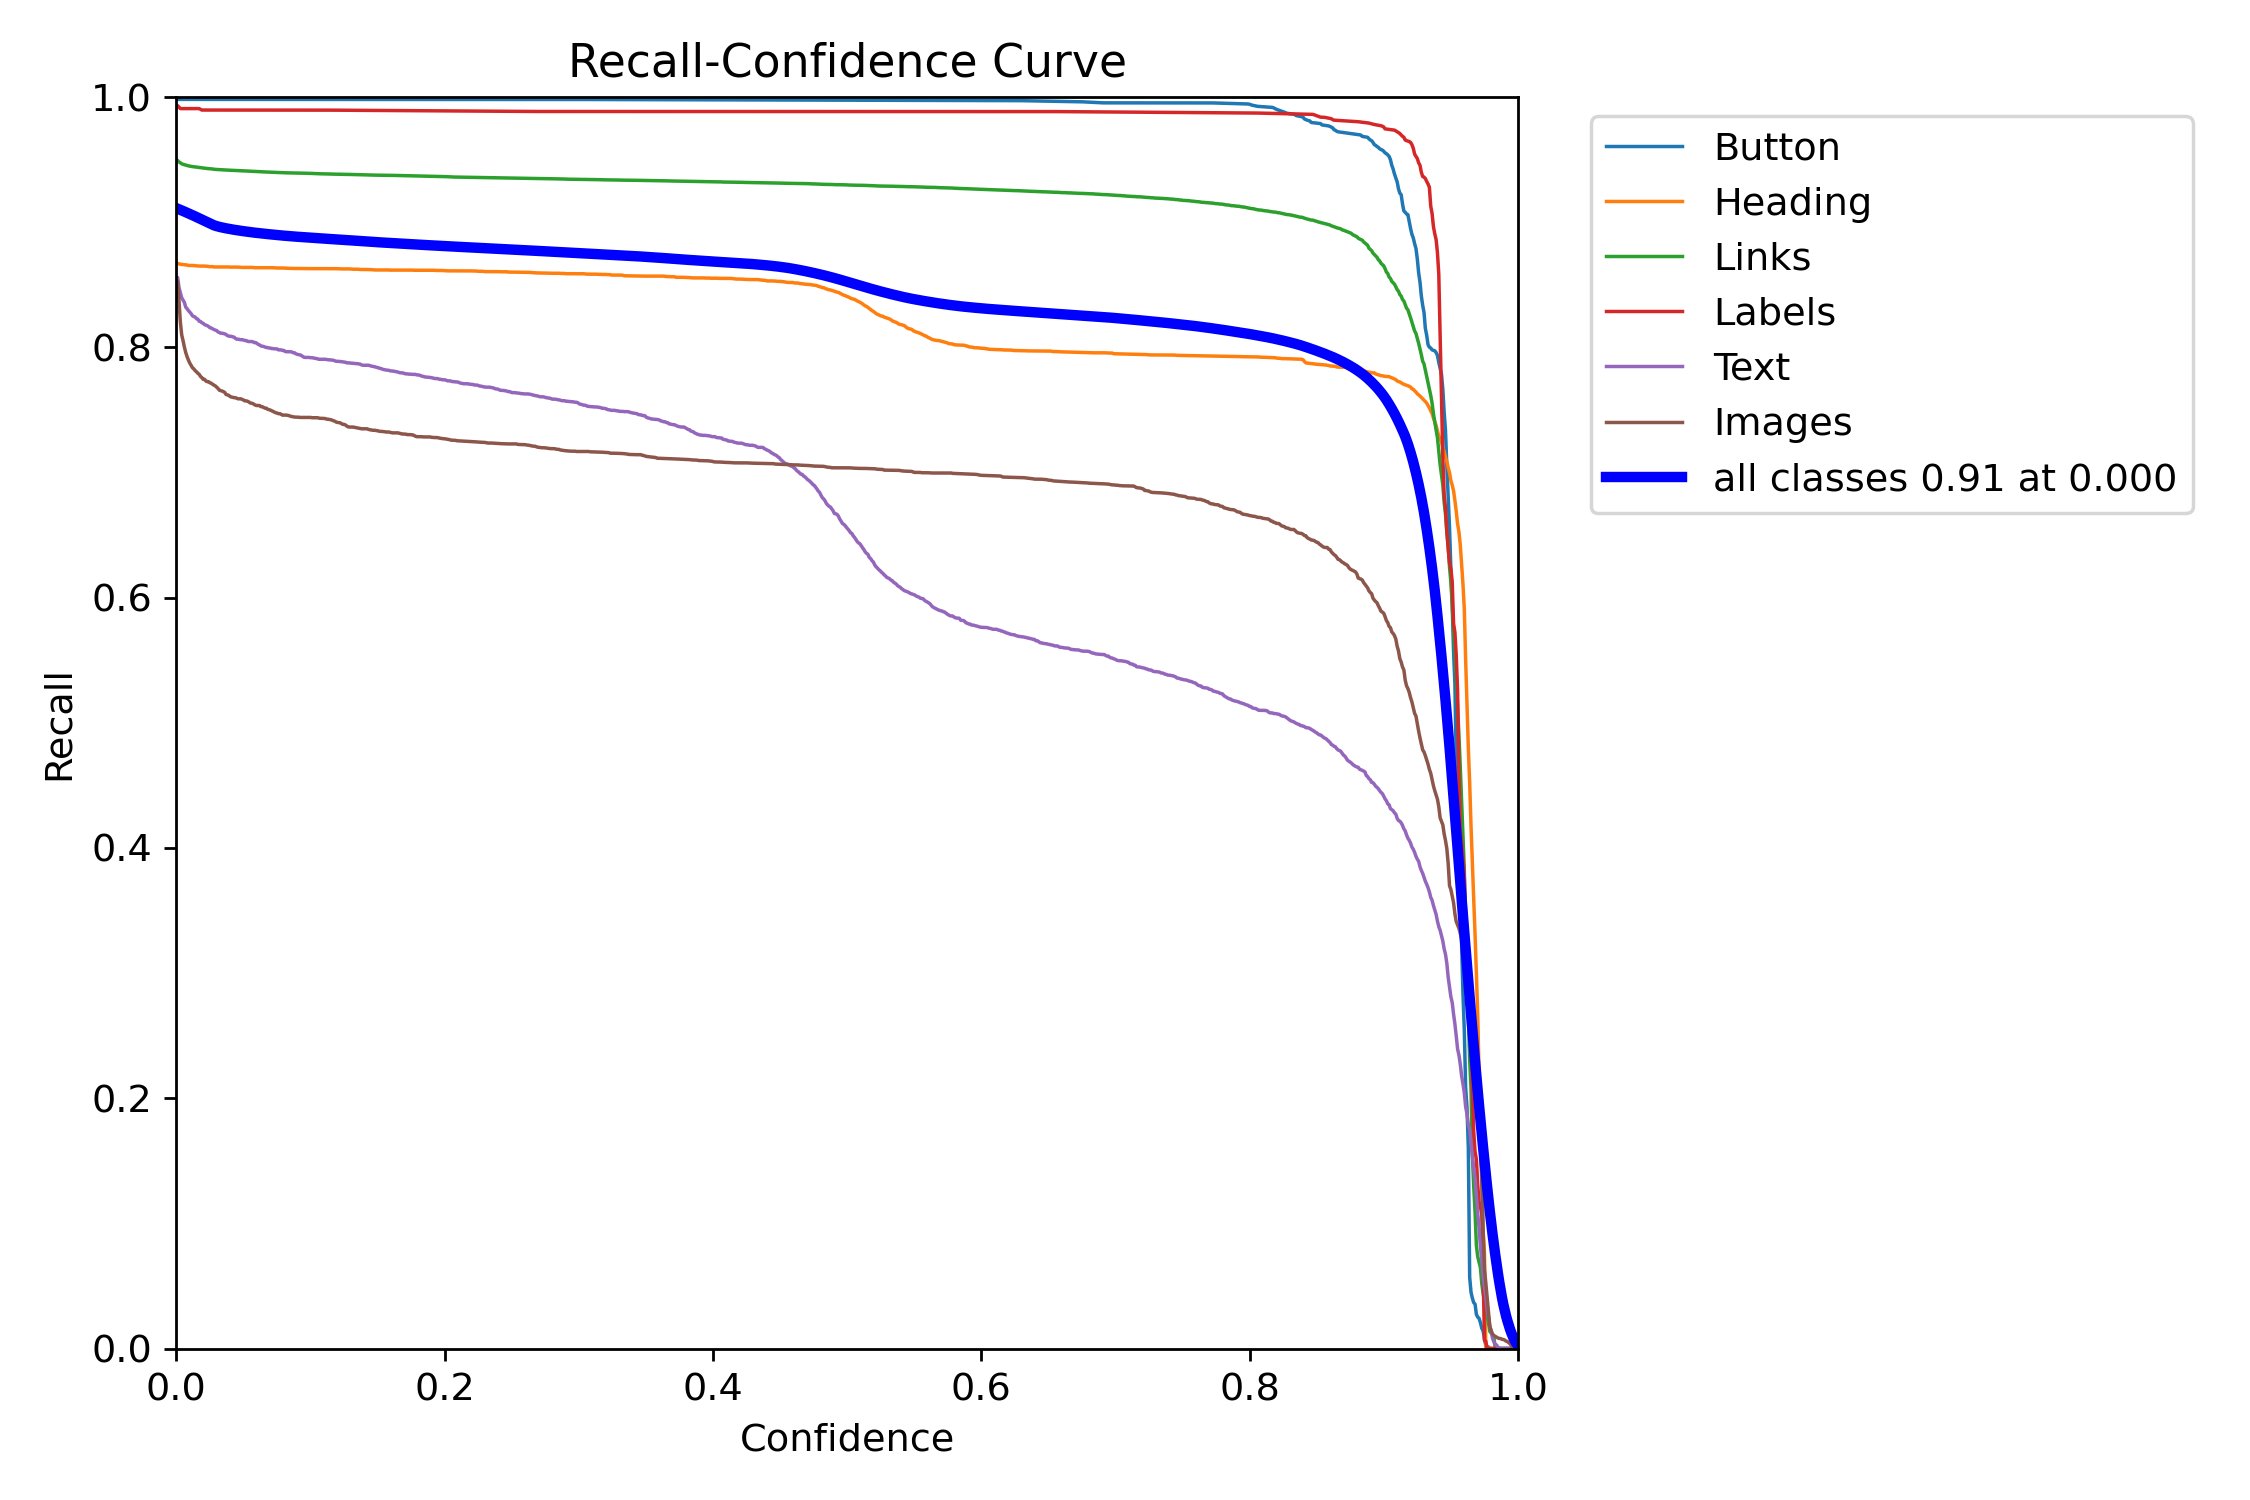 Recall-Confidence Curve
1.0
0.8
0.6
0.4
0.2
0.0
Recall
0.0 0.2 0.4 0.6 0.8 1.0
Confidence
Button
Heading
Links
Labels
Text
Images
all classes 0.91 at 0.000